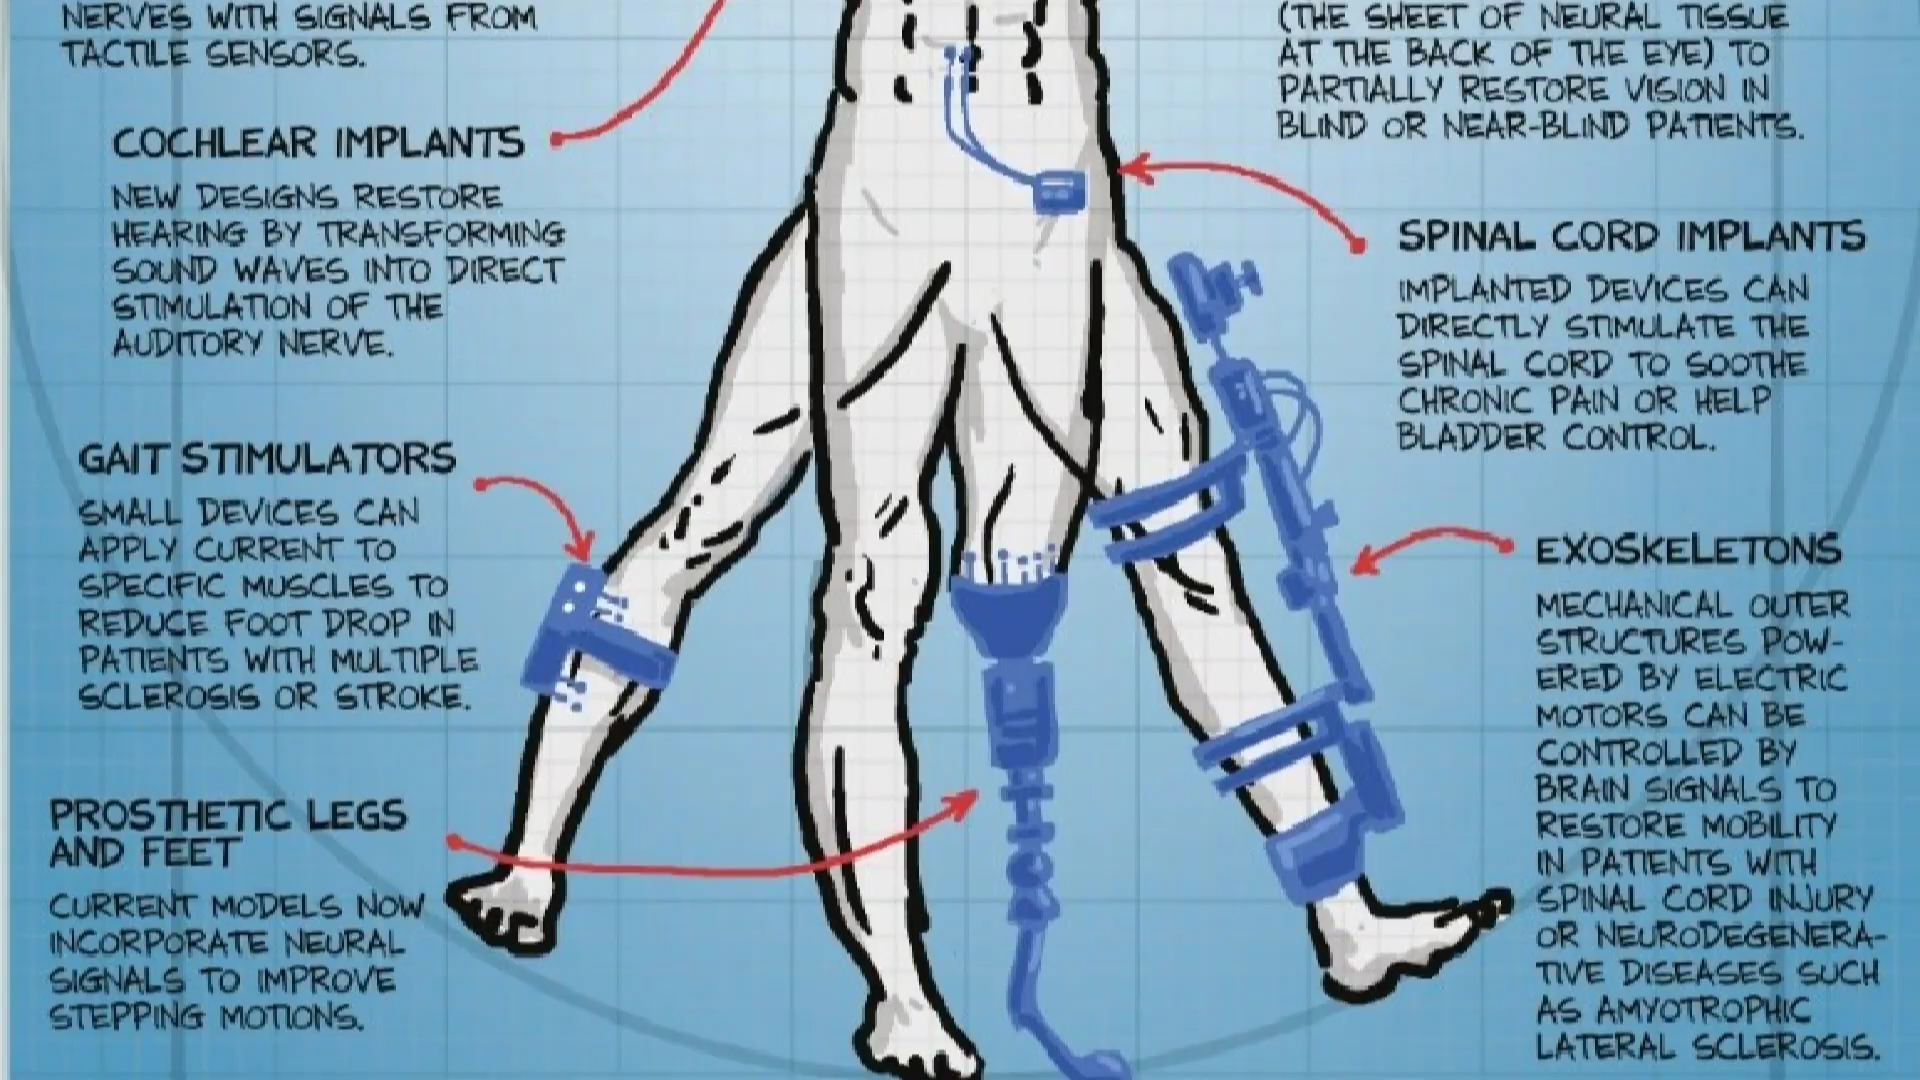 NERVES WITH SIGNALS FROM
TACTILE SENSORS.
COCHLEAR IMPLANTS
NEW DESIGNS RESTORE
HEARING BY TRANSFORMING
SOUND WAVES INTO DIRECT
STIMULATION OF THE
AUDITORY NERVE.
GAIT STIMULATORS
SMALL DEVICES CAN
APPLY CURRENT TO
SPECIFIC MUSCLES TO
REDUCE FOOT DROP IN
PATIENTS WITH MULTIPLE
SCLEROSIS OR STROKE.
PROSTHETIC LEGS
AND FEET
CURRENT MODELS NOW
INCORPORATE NEURAL
SIGNALS TO IMPROVE
STEPPING MOTIONS.
(THE SHEET OF NEURAL TISSUE
AT THE BACK OF THE EYE) TO
PARTIALLY RESTORE VISION IN
BLIND OR NEAR-BLIND PATIENTS.
SPINAL CORD IMPLANTS
IMPLANTED DEVICES CAN
DIRECTLY STIMULATE THE
SPINAL CORD TO SOOTHE
CHRONIC PAIN OR HELP
BLADDER CONTROL.
EXOSKELETONS
MECHANICAL OUTER
STRUCTURES POW-
ERED BY ELECTRIC
MOTORS CAN BE
CONTROLLED BY
BRAIN SIGNALS TO
RESTORE MOBILITY
IN PATIENTS WITH
SPINAL CORD INJURY
OR NEURODEGENERA-
TIVE DISEASES SUCH
AS AMYOTROPHIC
LATERAL SCLEROSIS.